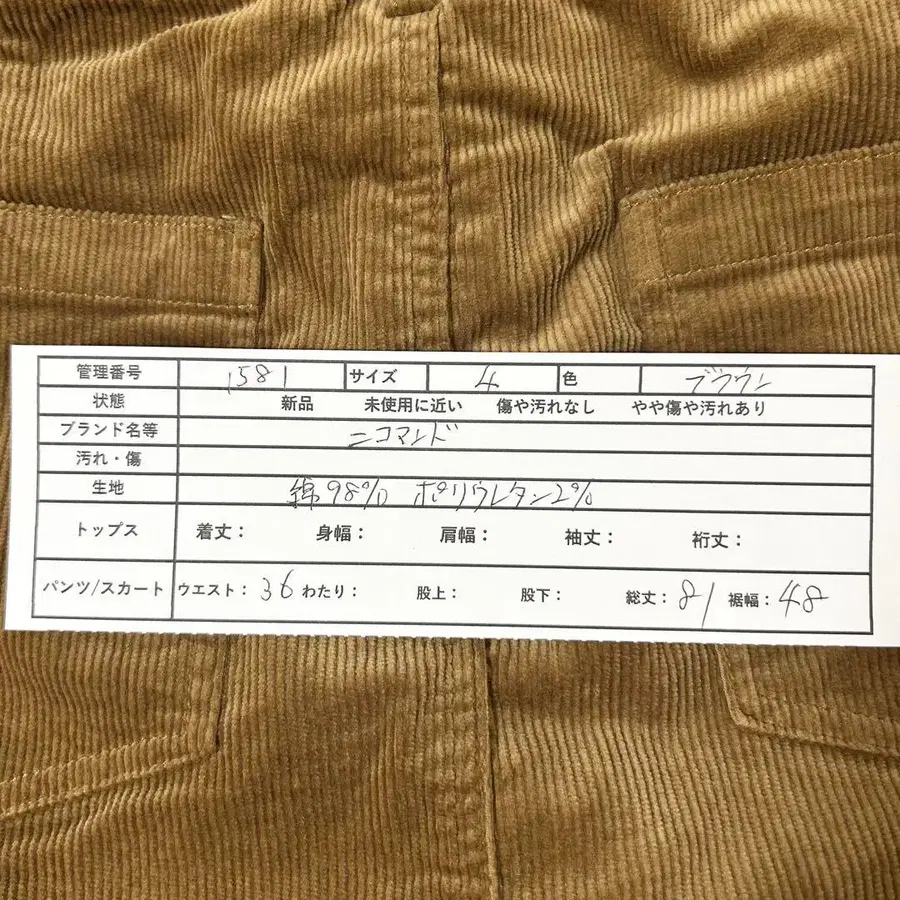 管理番号 1581 サイズ 4 色 ブラウン
状態 新品 未使用に近い 傷や汚れなし やや傷や汚れあり
ブランド名等 ニコマンド
汚れ・傷
生地 綿98% ポリウレタン2%
トップス 着丈: 身幅: 肩幅: 袖丈: 裄丈:
パンツ/スカート ウエスト: 36 わたり: 股上: 股下: 総丈: 81 裾幅: 48